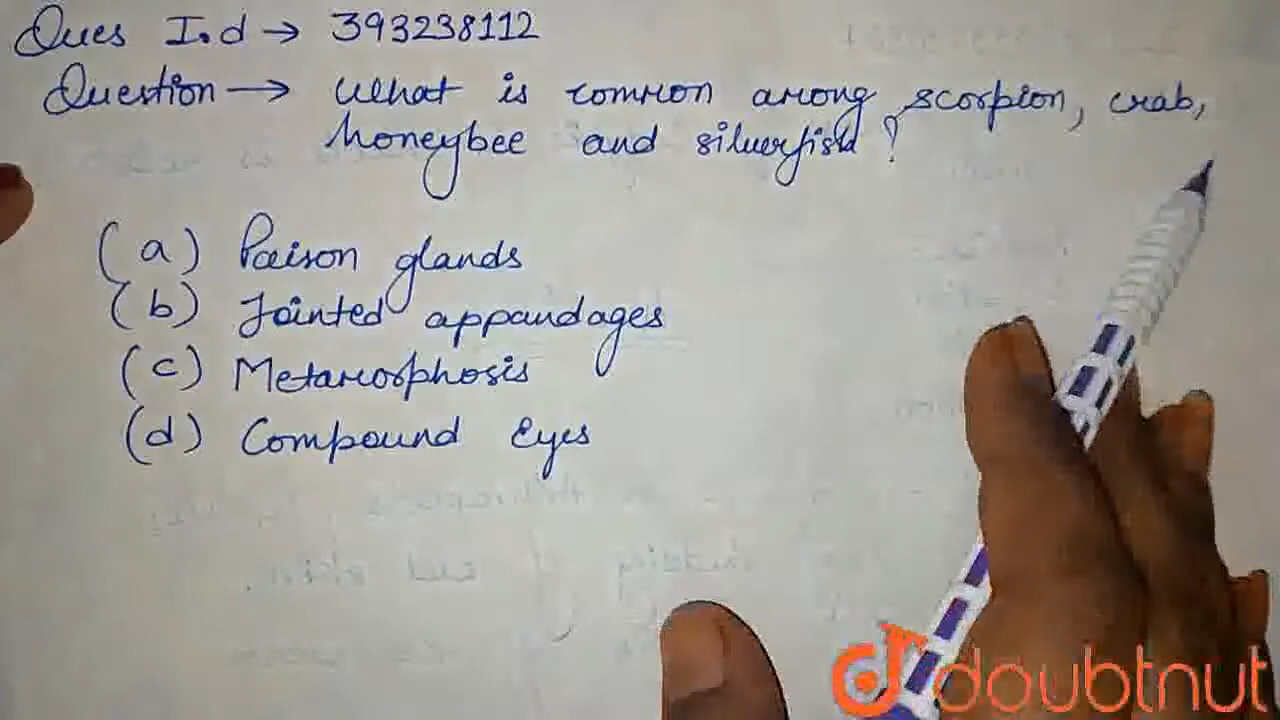 Ques I.d → 393238112
Question → What is common among scorpion, crab,
honeybee and silverfish?
(a) Poison glands
(b) Jointed appandages
(c) Metamorphosis
(d) Compound Eyes
doubtnut